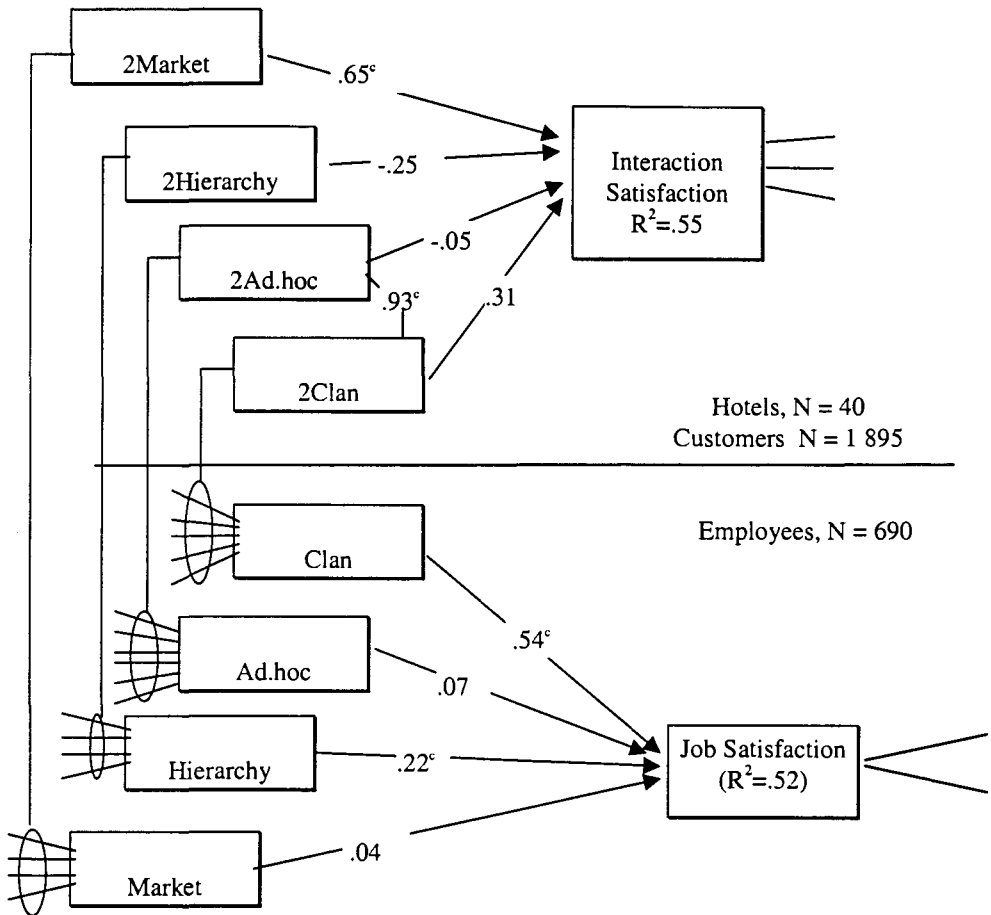 2Market
.65ᶜ
2Hierarchy
-.25
Interaction
Satisfaction
R²=.55
2Ad.hoc
-.05
.93ᶜ
.31
2Clan
Hotels, N = 40
Customers N = 1 895
Clan
Employees, N = 690
.54ᶜ
Ad.hoc
.07
Hierarchy
.22ᶜ
Job Satisfaction
(R²=.52)
.04
Market